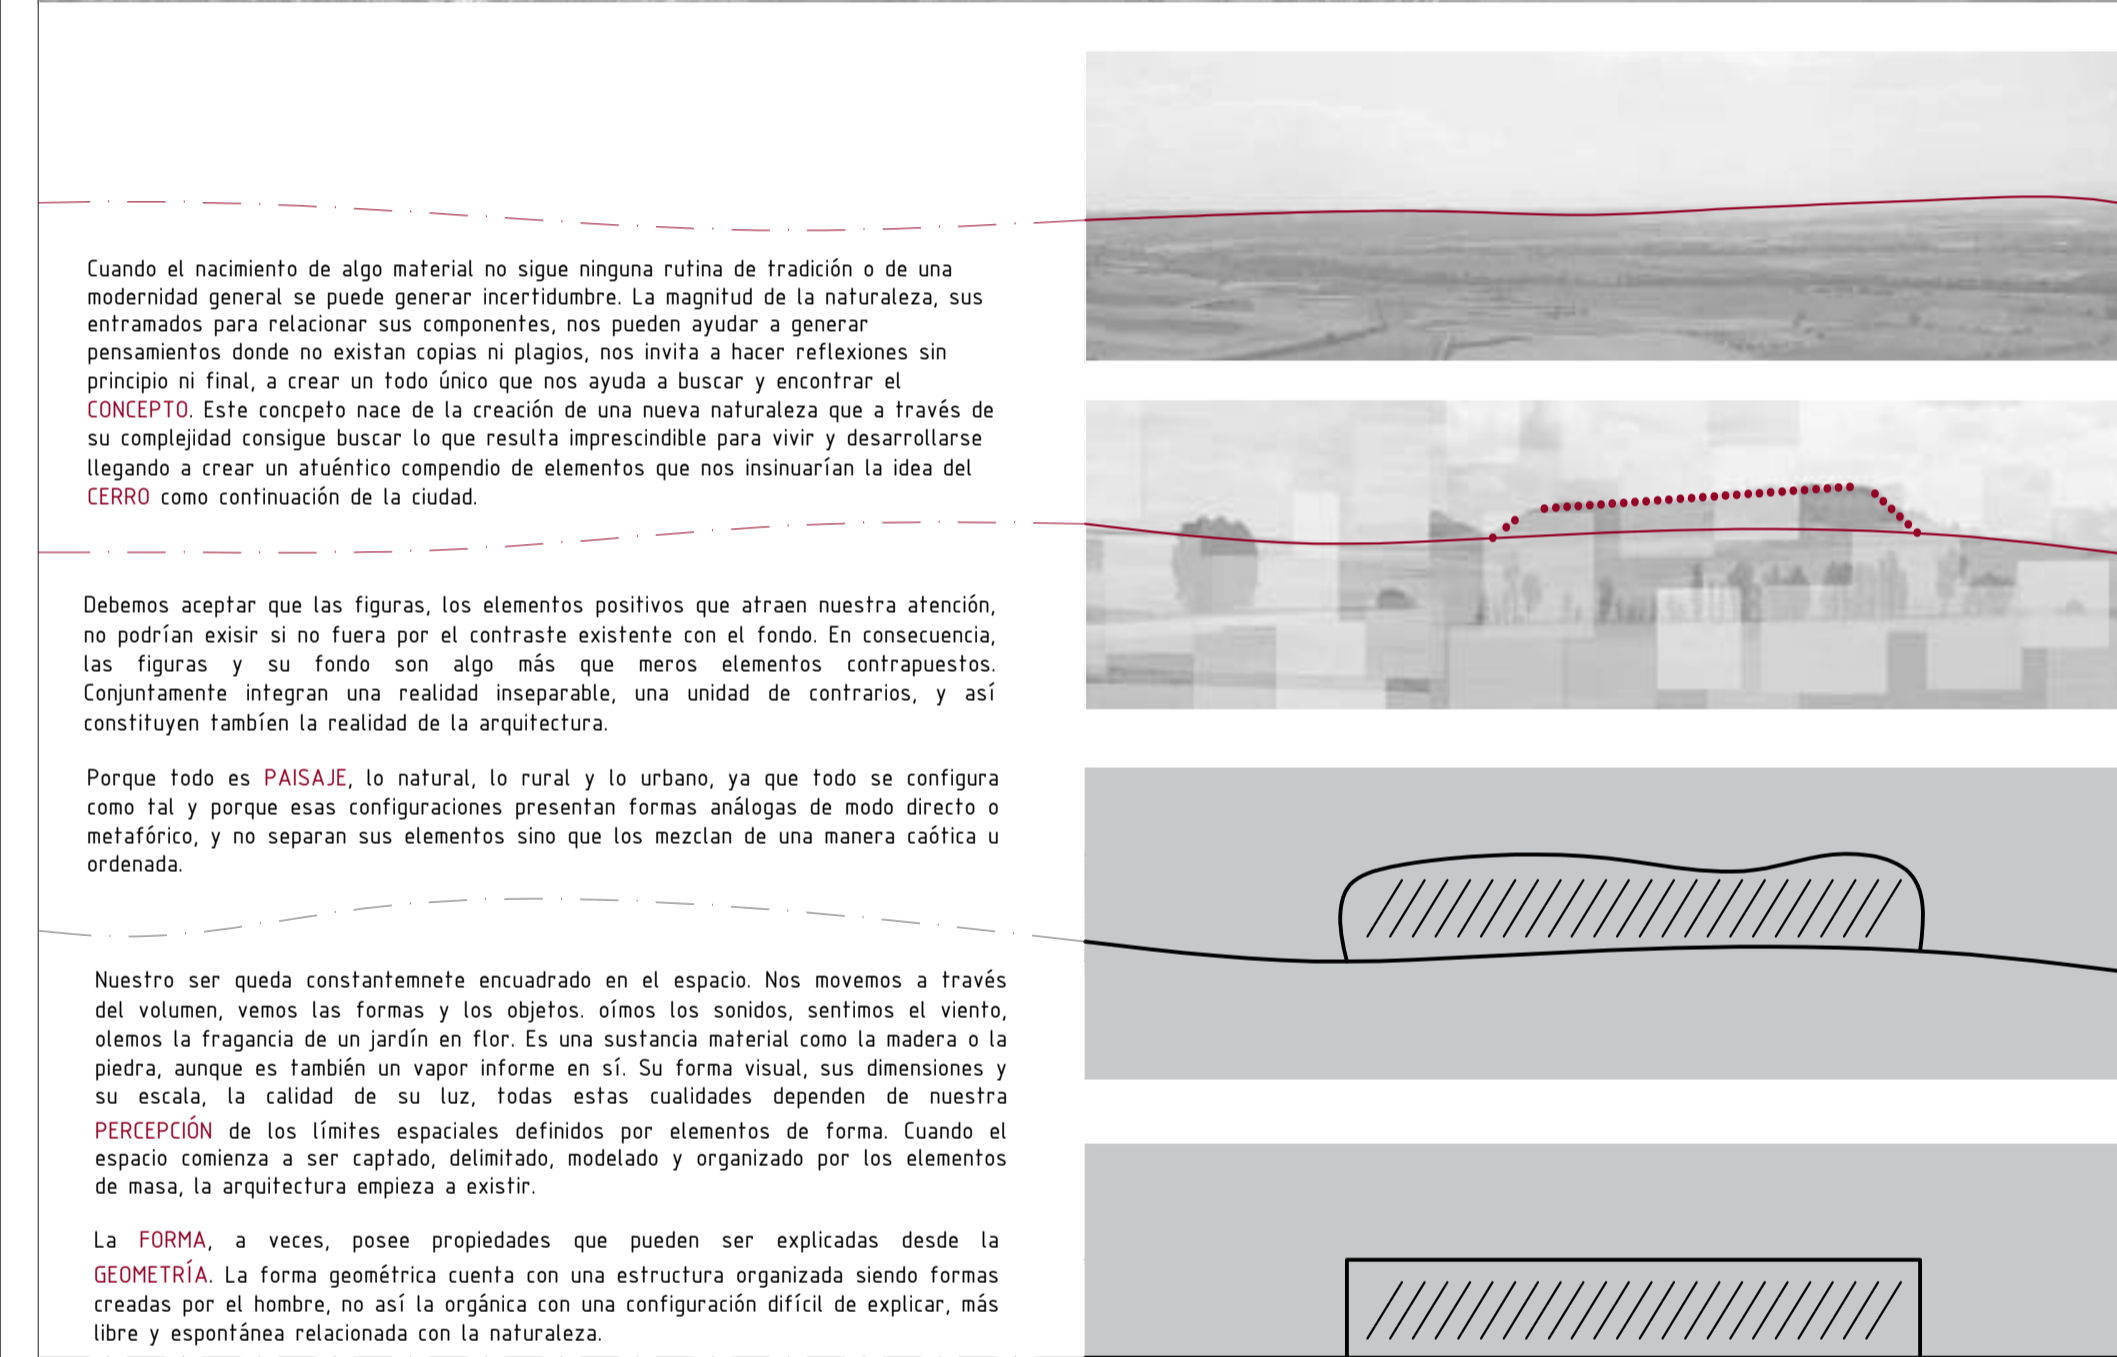 Cuando el nacimiento de algo material no sigue ninguna rutina de tradición o de una
modernidad general se puede generar incertidumbre. La magnitud de la naturaleza, sus
entramados para relacionar sus componentes, nos pueden ayudar a generar
pensamientos donde no existan copias ni plagios, nos invita a hacer reflexiones sin
principio ni final, a crear un todo único que nos ayuda a buscar y encontrar el
CONCEPTO. Este concpeto nace de la creación de una nueva naturaleza que a través de
su complejidad consigue buscar lo que resulta imprescindible para vivir y desarrollarse
llegando a crear un atuéntico compendio de elementos que nos insinuarían la idea del
CERRO como continuación de la ciudad.
Debemos aceptar que las figuras, los elementos positivos que atraen nuestra atención,
no podrían exisir si no fuera por el contraste existente con el fondo. En consecuencia,
las figuras y su fondo son algo más que meros elementos contrapuestos.
Conjuntamente integran una realidad inseparable, una unidad de contrarios, y así
constituyen tambíen la realidad de la arquitectura.
Porque todo es PAISAJE, lo natural, lo rural y lo urbano, ya que todo se configura
como tal y porque esas configuraciones presentan formas análogas de modo directo o
metafórico, y no separan sus elementos sino que los mezclan de una manera caótica u
ordenada.
Nuestro ser queda constantemnete encuadrado en el espacio. Nos movemos a través
del volumen, vemos las formas y los objetos. oímos los sonidos, sentimos el viento,
olemos la fragancia de un jardín en flor. Es una sustancia material como la madera o la
piedra, aunque es también un vapor informe en sí. Su forma visual, sus dimensiones y
su escala, la calidad de su luz, todas estas cualidades dependen de nuestra
PERCEPCIÓN de los límites espaciales definidos por elementos de forma. Cuando el
espacio comienza a ser captado, delimitado, modelado y organizado por los elementos
de masa, la arquitectura empieza a existir.
La FORMA, a veces, posee propiedades que pueden ser explicadas desde la
GEOMETRÍA. La forma geométrica cuenta con una estructura organizada siendo formas
creadas por el hombre, no así la orgánica con una configuración difícil de explicar, más
libre y espontánea relacionada con la naturaleza.